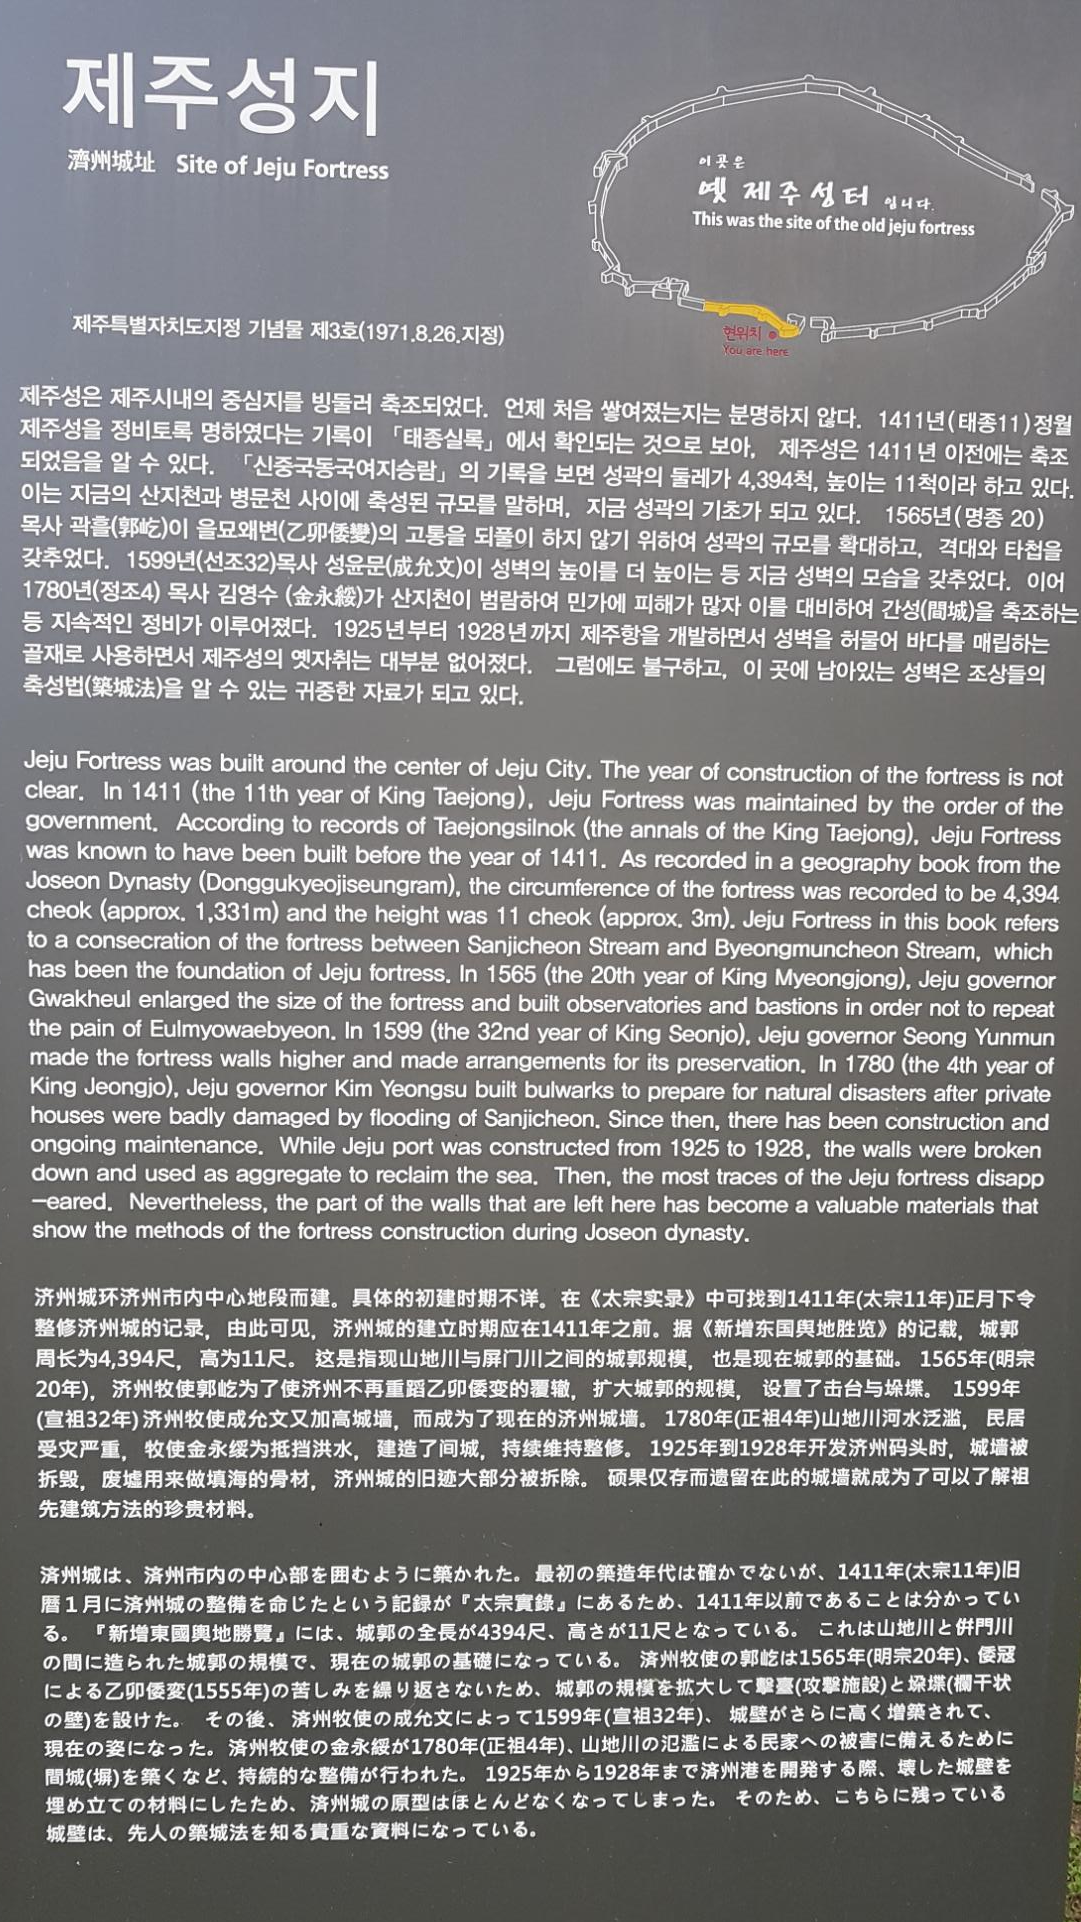 제주성지
濟州城址 Site of Jeju Fortress
이곳은
옛 제주성터 입니다.
This was the site of the old jeju fortress
현위치
You are here
제주특별자치도지정 기념물 제3호(1971.8.26.지정)
제주성은 제주시내의 중심지를 빙둘러 축조되었다. 언제 처음 쌓여졌는지는 분명하지 않다. 1411년(태종11)정월
제주성을 정비토록 명하였다는 기록이 「태종실록」에서 확인되는 것으로 보아, 제주성은 1411년 이전에는 축조
되었음을 알 수 있다. 「신중국동국여지승람」의 기록을 보면 성곽의 둘레가 4,394척, 높이는 11척이라 하고 있다.
이는 지금의 산지천과 병문천 사이에 축성된 규모를 말하며, 지금 성곽의 기초가 되고 있다. 1565년(명종 20)
목사 곽흘(郭屹)이 을묘왜변(乙卯倭變)의 고통을 되풀이 하지 않기 위하여 성곽의 규모를 확대하고, 격대와 타첩을
갖추었다. 1599년(선조32)목사 성윤문(成允文)이 성벽의 높이를 더 높이는 등 지금 성벽의 모습을 갖추었다. 이어
1780년(정조4) 목사 김영수 (金永綏)가 산지천이 범람하여 민가에 피해가 많자 이를 대비하여 간성(間城)을 축조하는
등 지속적인 정비가 이루어졌다. 1925년부터 1928년까지 제주항을 개발하면서 성벽을 허물어 바다를 매립하는
골재로 사용하면서 제주성의 옛자취는 대부분 없어졌다. 그럼에도 불구하고, 이 곳에 남아있는 성벽은 조상들의
축성법(築城法)을 알 수 있는 귀중한 자료가 되고 있다.
Jeju Fortress was built around the center of Jeju City. The year of construction of the fortress is not
clear. In 1411 (the 11th year of King Taejong), Jeju Fortress was maintained by the order of the
government. According to records of Taejongsilnok (the annals of the King Taejong), Jeju Fortress
was known to have been built before the year of 1411. As recorded in a geography book from the
Joseon Dynasty (Donggukyeojiseungram), the circumference of the fortress was recorded to be 4,394
cheok (approx. 1,331m) and the height was 11 cheok (approx. 3m). Jeju Fortress in this book refers
to a consecration of the fortress between Sanjicheon Stream and Byeongmuncheon Stream, which
has been the foundation of Jeju fortress. In 1565 (the 20th year of King Myeongjong), Jeju governor
Gwakheul enlarged the size of the fortress and built observatories and bastions in order not to repeat
the pain of Eulmyowaebyeon. In 1599 (the 32nd year of King Seonjo), Jeju governor Seong Yunmun
made the fortress walls higher and made arrangements for its preservation. In 1780 (the 4th year of
King Jeongjo), Jeju governor Kim Yeongsu built bulwarks to prepare for natural disasters after private
houses were badly damaged by flooding of Sanjicheon. Since then, there has been construction and
ongoing maintenance. While Jeju port was constructed from 1925 to 1928, the walls were broken
down and used as aggregate to reclaim the sea. Then, the most traces of the Jeju fortress disapp
-eared. Nevertheless, the part of the walls that are left here has become a valuable materials that
show the methods of the fortress construction during Joseon dynasty.
济州城环济州市内中心地段而建。具体的初建时期不详。在《太宗实录》中可找到1411年(太宗11年)正月下令
整修济州城的记录，由此可见，济州城的建立时期应在1411年之前。据《新增东国舆地胜览》的记载，城郭
周长为4,394尺，高为11尺。 这是指现山地川与屏门川之间的城郭规模，也是现在城郭的基础。 1565年(明宗
20年)，济州牧使郭屹为了使济州不再重蹈乙卯倭变的覆辙，扩大城郭的规模， 设置了击台与垛堞。 1599年
(宣祖32年)济州牧使成允文又加高城墙，而成为了现在的济州城墙。 1780年(正祖4年)山地川河水泛滥，民居
受灾严重，牧使金永绥为抵挡洪水，建造了间城，持续维持整修。 1925年到1928年开发济州码头时，城墙被
拆毁，废墟用来做填海的骨材，济州城的旧迹大部分被拆除。 硕果仅存而遗留在此的城墙就成为了可以了解祖
先建筑方法的珍贵材料。
済州城は、済州市内の中心部を囲むように築かれた。最初の築造年代は確かでないが、1411年(太宗11年)旧
暦１月に済州城の整備を命じたという記録が『太宗實錄』にあるため、1411年以前であることは分かってい
る。 『新増東國輿地勝覽』には、城郭の全長が4394尺、高さが11尺となっている。 これは山地川と併門川
の間に造られた城郭の規模で、現在の城郭の基礎になっている。 済州牧使の郭屹は1565年(明宗20年)、倭冦
による乙卯倭変(1555年)の苦しみを繰り返さないため、城郭の規模を拡大して擊臺(攻擊施設)と垛堞(欄干状
の壁)を設けた。 その後、済州牧使の成允文によって1599年(宣祖32年)、 城壁がさらに高く増築されて、
現在の姿になった。済州牧使の金永綏が1780年(正祖4年)、山地川の氾濫による民家への被害に備えるために
間城(塀)を築くなど、持続的な整備が行われた。 1925年から1928年まで済州港を開発する際、壊した城壁を
埋め立ての材料にしたため、済州城の原型はほとんどなくなってしまった。 そのため、こちらに残っている
城壁は、先人の築城法を知る貴重な資料になっている。